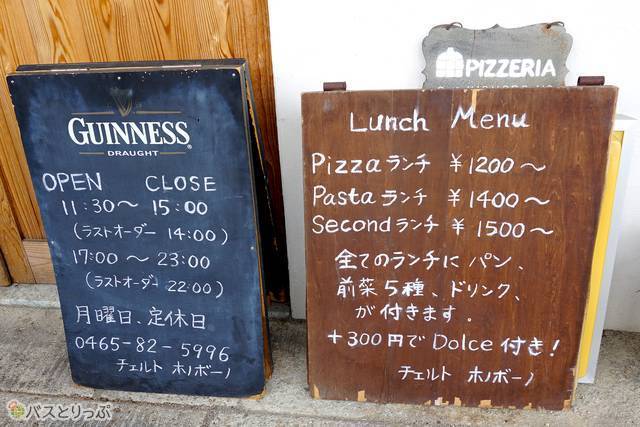 GUINNESS
DRAUGHT
OPEN CLOSE
11:30～15:00
(ラストオーダー 14:00)
17:00～23:00
(ラストオーダー 22:00)
月曜日、定休日
0465-82-5996
チェルト ホノボーノ
PIZZERIA
Lunch Menu
Pizzaランチ ￥1200～
Pastaランチ ￥1400～
Secondランチ ￥1500～
全てのランチに パン、
前菜5種、ドリンク、
が付きます.
+300円でDolce付き!
チェルト ホノボーノ
バスとりっぷ